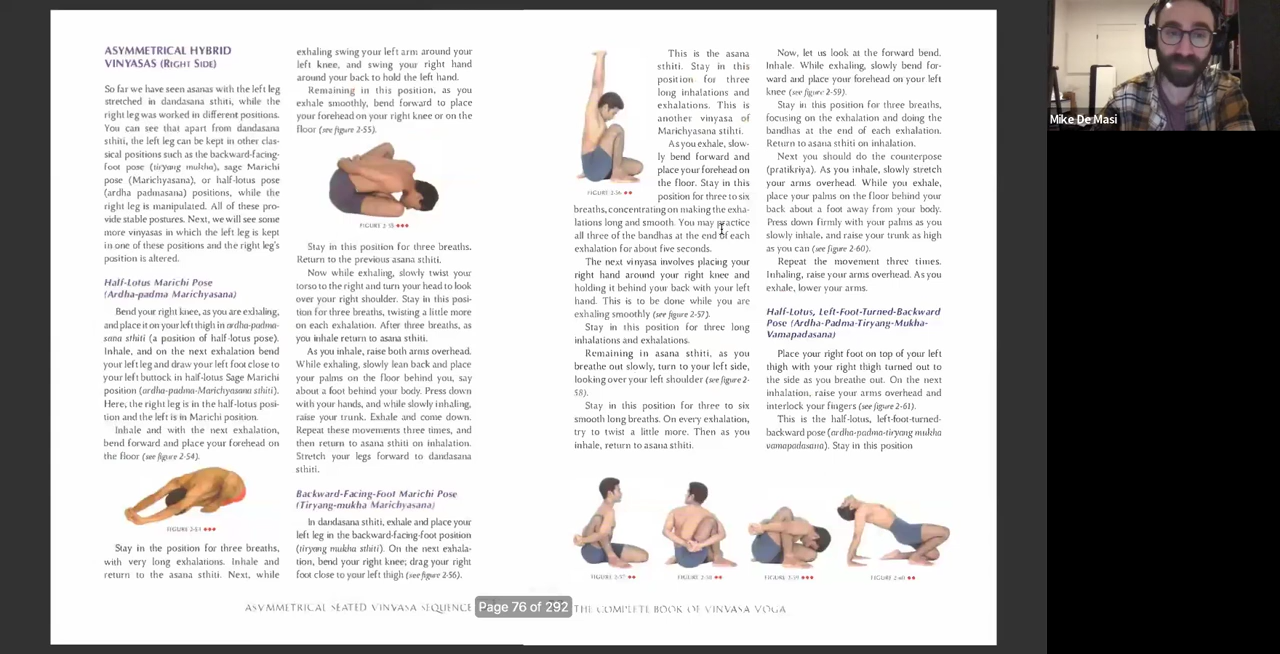 ASYMMETRICAL HYBRID
VINYASAS (RIGHT SIDE)
So far we have seen asanas with the left leg
stretched in dandasana sthiti, while the
right leg was worked in different positions.
You can see that apart from dandasana
sthiti, the left leg can be kept in other clas-
sical positions such as the backward-facing-
foot pose (tiryang mukha), sage Marichi
pose (Marichyasana), or half-lotus pose
(ardha padmasana) positions, while the
right leg is manipulated. All of these pro-
vide stable postures. Next, we will see some
more vinyasas in which the left leg is kept
in one of these positions and the right leg's
position is altered.
Half-Lotus Marichi Pose
(Ardha-padma Marichyasana)
Bend your right knee, as you are exhaling,
and place it on your left thigh in ardha-padma-
sana sthiti (a position of half-lotus pose).
Inhale, and on the next exhalation bend
your left leg and draw your left foot close to
your left buttock in half-lotus Sage Marichi
position (ardha-padma-Marichyasana sthiti).
Here, the right leg is in the half-lotus posi-
tion and the left is in Marichi position.
Inhale and with the next exhalation,
bend forward and place your forehead on
the floor (see figure 2-54).
FIGURE 2-54
Stay in the position for three breaths,
with very long exhalations. Inhale and
return to the asana sthiti. Next, while
exhaling swing your left arm around your
left knee, and swing your right hand
around your back to hold the left hand.
Remaining in this position, as you
exhale smoothly, bend forward to place
your forehead on your right knee or on the
floor (see figure 2-55).
FIGURE 2-55
Stay in this position for three breaths.
Return to the previous asana sthiti.
Now while exhaling, slowly twist your
torso to the right and turn your head to look
over your right shoulder. Stay in this posi-
tion for three breaths, twisting a little more
on each exhalation. After three breaths, as
you inhale return to asana sthiti.
As you inhale, raise both arms overhead.
While exhaling, slowly lean back and place
your palms on the floor behind you, say
about a foot behind your body. Press down
with your hands, and while slowly inhaling,
raise your trunk. Exhale and come down.
Repeat these movements three times, and
then return to asana sthiti on inhalation.
Stretch your legs forward to dandasana
sthiti.
Backward-Facing-Foot Marichi Pose
(Tiryang-mukha Marichyasana)
In dandasana sthiti, exhale and place your
left leg in the backward-facing-foot position
(tiryang mukha sthiti). On the next exhala-
tion, bend your right knee; drag your right
foot close to your left thigh (see figure 2-56).
ASYMMETRICAL SEATED VINYASA SEQUENCE
Page 76 of 292
This is the asana
sthiti. Stay in this
position for three
long inhalations and
exhalations. This is
another vinyasa of
Marichyasana sthiti.
As you exhale, slow-
ly bend forward and
place your forehead on
the floor. Stay in this
position for three to six
FIGURE 2-56
breaths, concentrating on making the exha-
lations long and smooth. You may practice
all three of the bandhas at the end of each
exhalation for about five seconds.
The next vinyasa involves placing your
right hand around your right knee and
holding it behind your back with your left
hand. This is to be done while you are
exhaling smoothly (see figure 2-57).
Stay in this position for three long
inhalations and exhalations.
Remaining in asana sthiti, as you
breathe out slowly, turn to your left side,
looking over your left shoulder (see figure 2-
58).
Stay in this position for three to six
smooth long breaths. On every exhalation,
try to twist a little more. Then as you
inhale, return to asana sthiti.
Now, let us look at the forward bend.
Inhale. While exhaling, slowly bend for-
ward and place your forehead on your left
knee (see figure 2-59).
Stay in this position for three breaths,
focusing on the exhalation and doing the
bandhas at the end of each exhalation.
Return to asana sthiti on inhalation.
Next you should do the counterpose
(pratikriya). As you inhale, slowly stretch
your arms overhead. While you exhale,
place your palms on the floor behind your
back about a foot away from your body.
Press down firmly with your palms as you
slowly inhale, and raise your trunk as high
as you can (see figure 2-60).
Repeat the movement three times.
Inhaling, raise your arms overhead. As you
exhale, lower your arms.
Half-Lotus, Left-Foot-Turned-Backward
Pose (Ardha-Padma-Tiryang-Mukha-
Vamapadasana)
Place your right foot on top of your left
thigh with your right thigh turned out to
the side as you breathe out. On the next
inhalation, raise your arms overhead and
interlock your fingers (see figure 2-61).
This is the half-lotus, left-foot-turned-
backward pose (ardha-padma-tiryang mukha
vamapadasana). Stay in this position
FIGURE 2-57
FIGURE 2-58
FIGURE 2-59
FIGURE 2-60
THE COMPLETE BOOK OF VINYASA YOGA
Mike De Masi